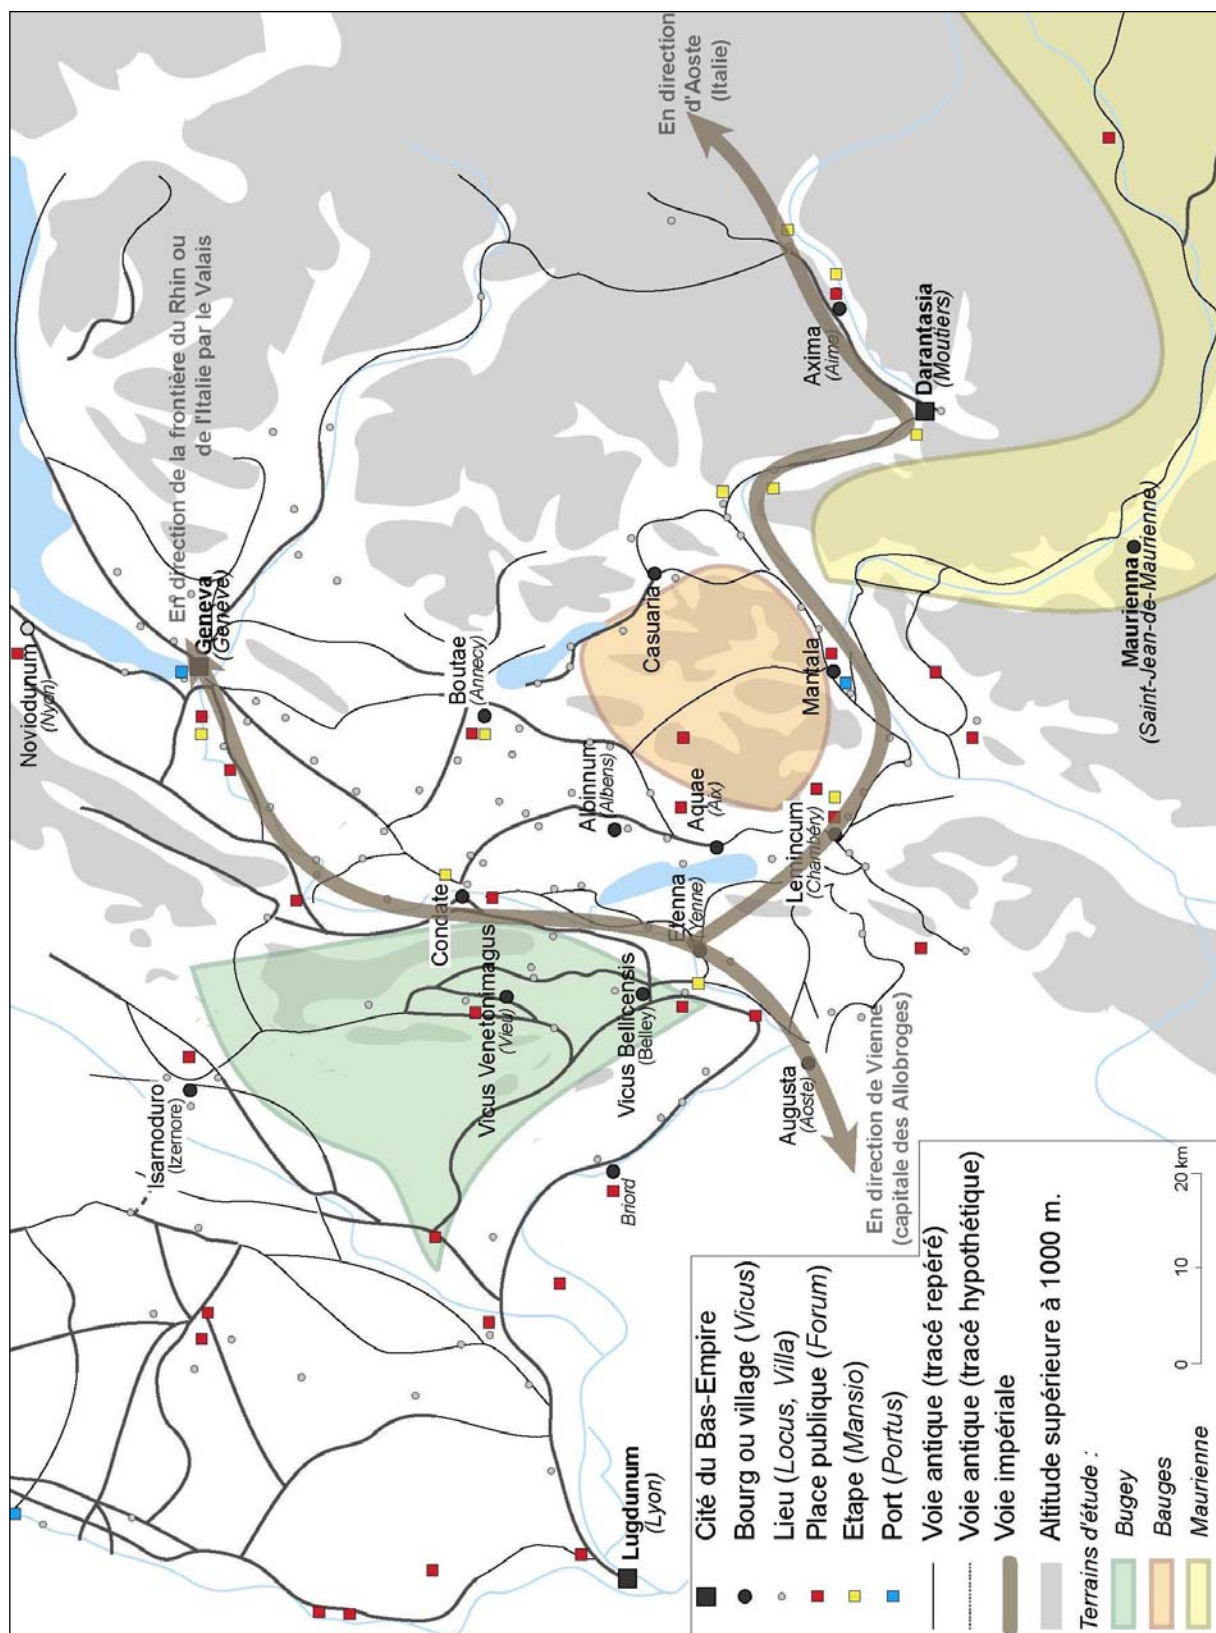 Noviodunum
(Nyon)
En direction de la frontière du Rhin ou
de l'Italie par le Valais
Geneva
(Genève)
En direction
d'Aoste
(Italie)
Isarnoduro
(Izernore)
Condate
Boutae
(Annecy)
Vicus Venetonimagus
(Vieu)
Albinnum
(Albens)
Casuaria
Vicus Bellicensis
(Belley)
Etenna
(Yenne)
Aquae
(Aix)
Axima
(Aime)
Briord
Lugdunum
(Lyon)
Augusta
(Aoste)
Lemincum
(Chambéry)
Mantala
Darantasia
(Moutiers)
Maurienna
(Saint-Jean-de-Maurienne)
En direction de Vienne
(capitale des Allobroges)
Cité du Bas-Empire
Bourg ou village (Vicus)
Lieu (Locus, Villa)
Place publique (Forum)
Etape (Mansio)
Port (Portus)
Voie antique (tracé repéré)
Voie antique (tracé hypothétique)
Voie impériale
Altitude supérieure à 1000 m.
Terrains d'étude :
Bugey
Bauges
Maurienne
0 10 20 km